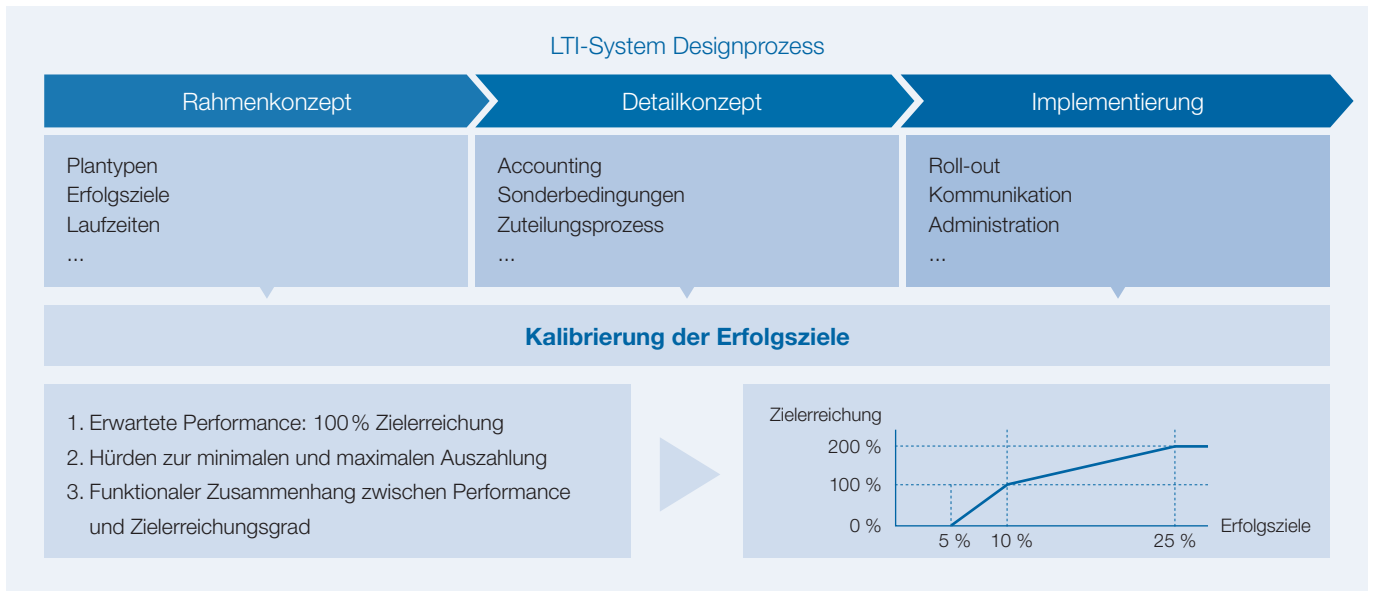 LTI-System Designprozess
Rahmenkonzept
Detailkonzept
Implementierung
Plantypen
Erfolgsziele
Laufzeiten
...
Accounting
Sonderbedingungen
Zuteilungsprozess
...
Roll-out
Kommunikation
Administration
...
Kalibrierung der Erfolgsziele
1. Erwartete Performance: 100 % Zielerreichung
2. Hürden zur minimalen und maximalen Auszahlung
3. Funktionaler Zusammenhang zwischen Performance
und Zielerreichungsgrad
Zielerreichung
200 %
100 %
0 %
5 %
10 %
25 %
Erfolgsziele